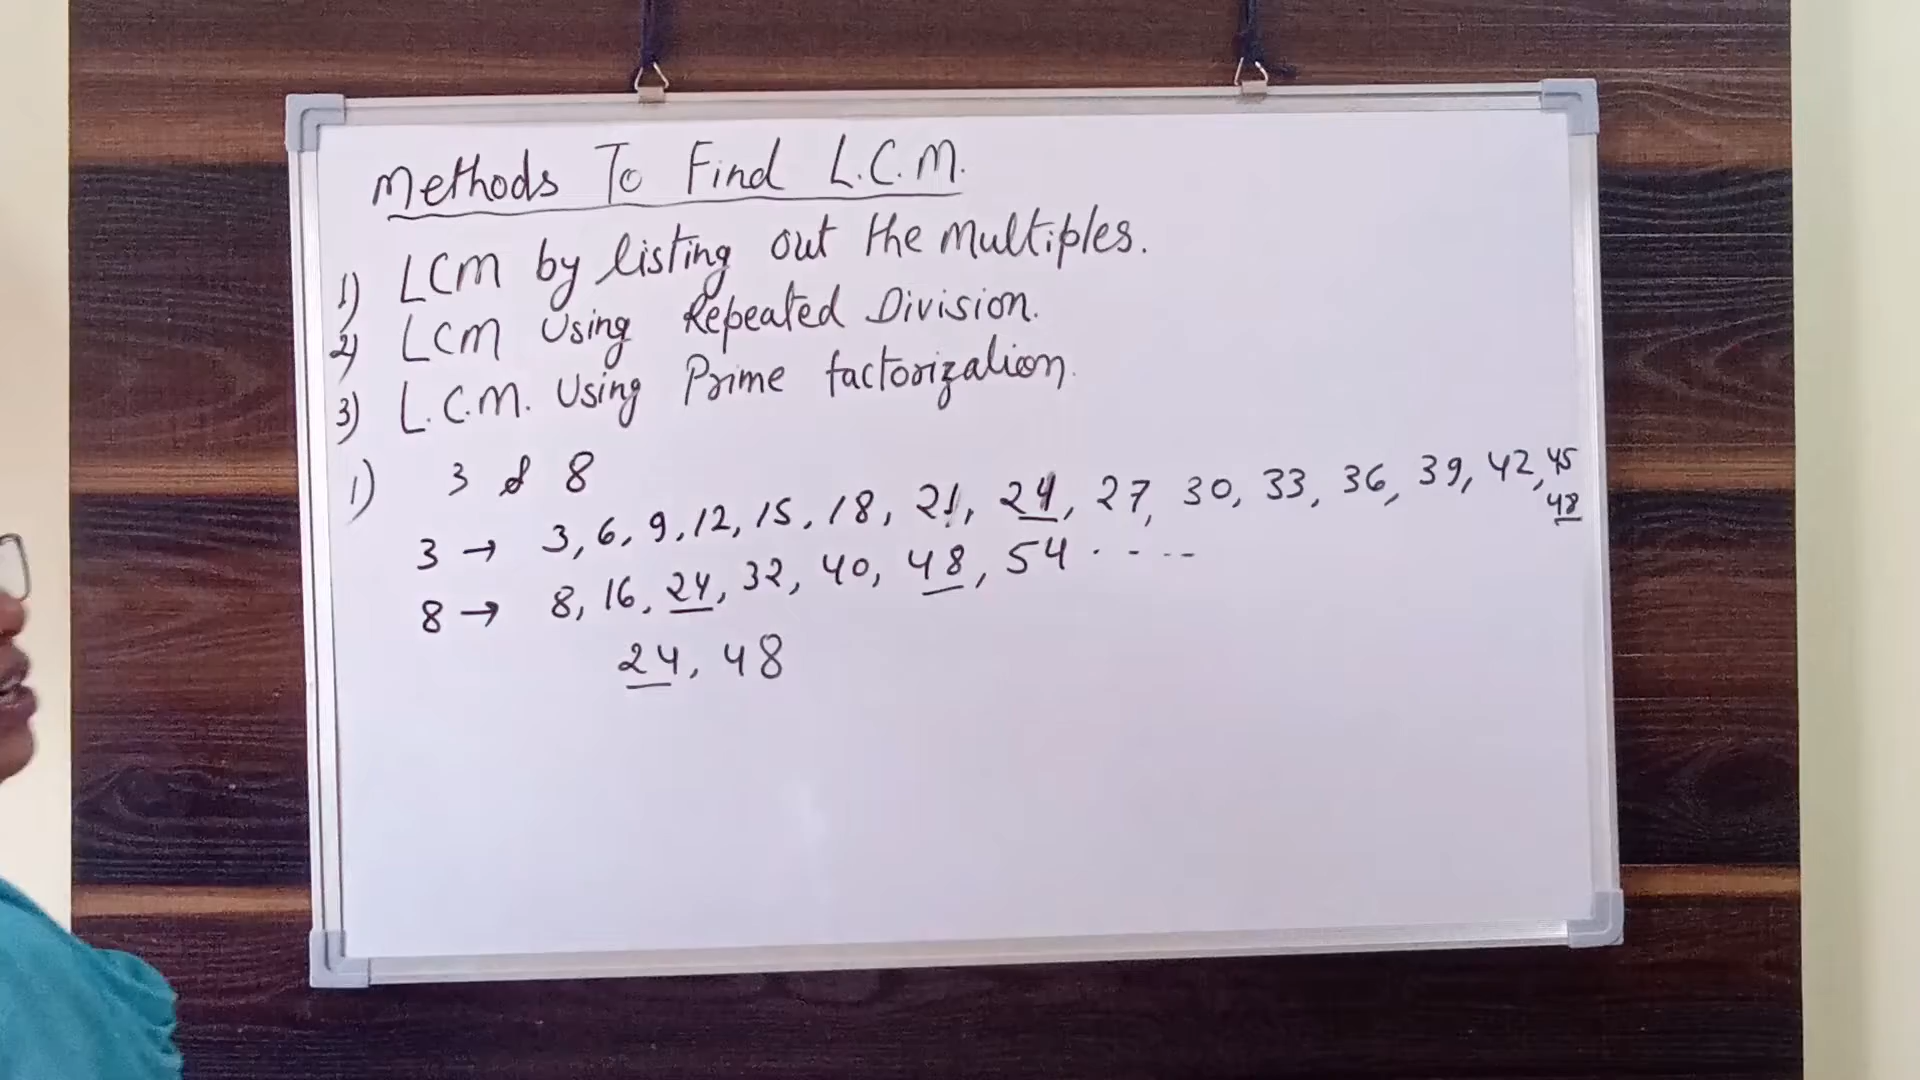 Methods To Find L.C.M.
1) LCM by listing out the multiples.
2) LCM Using Repeated Division.
3) L.C.M. Using Prime factorization.
1) 3 & 8
3 → 3, 6, 9, 12, 15, 18, 21, 24, 27, 30, 33, 36, 39, 42, 45
48
8 → 8, 16, 24, 32, 40, 48, 54 . - - -
24, 48